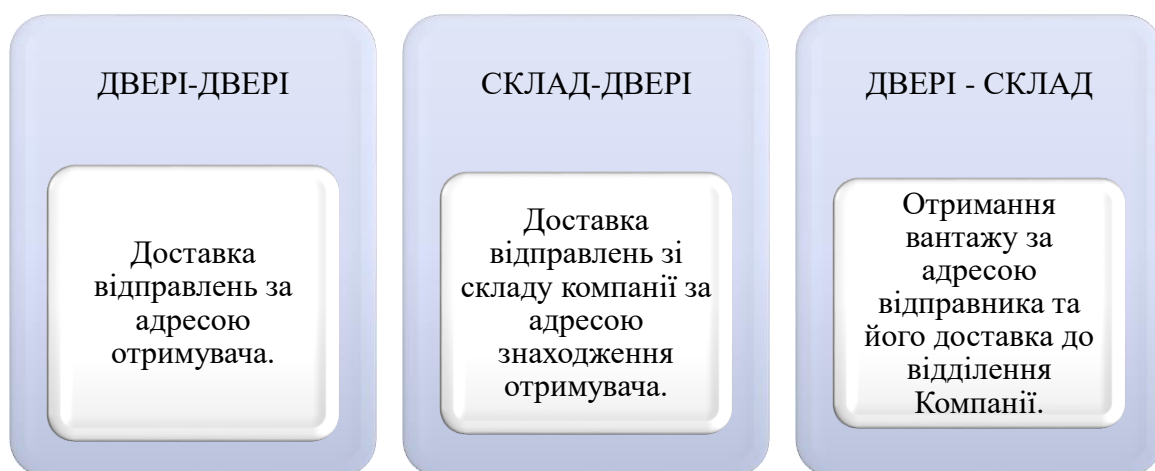 ДВЕРІ-ДВЕРІ
Доставка
відправлень за
адресою
отримувача.
СКЛАД-ДВЕРІ
Доставка
відправлень зі
складу компанії за
адресою
знаходження
отримувача.
ДВЕРІ - СКЛАД
Отримання
вантажу за
адресою
відправника та
його доставка до
відділення
Компанії.